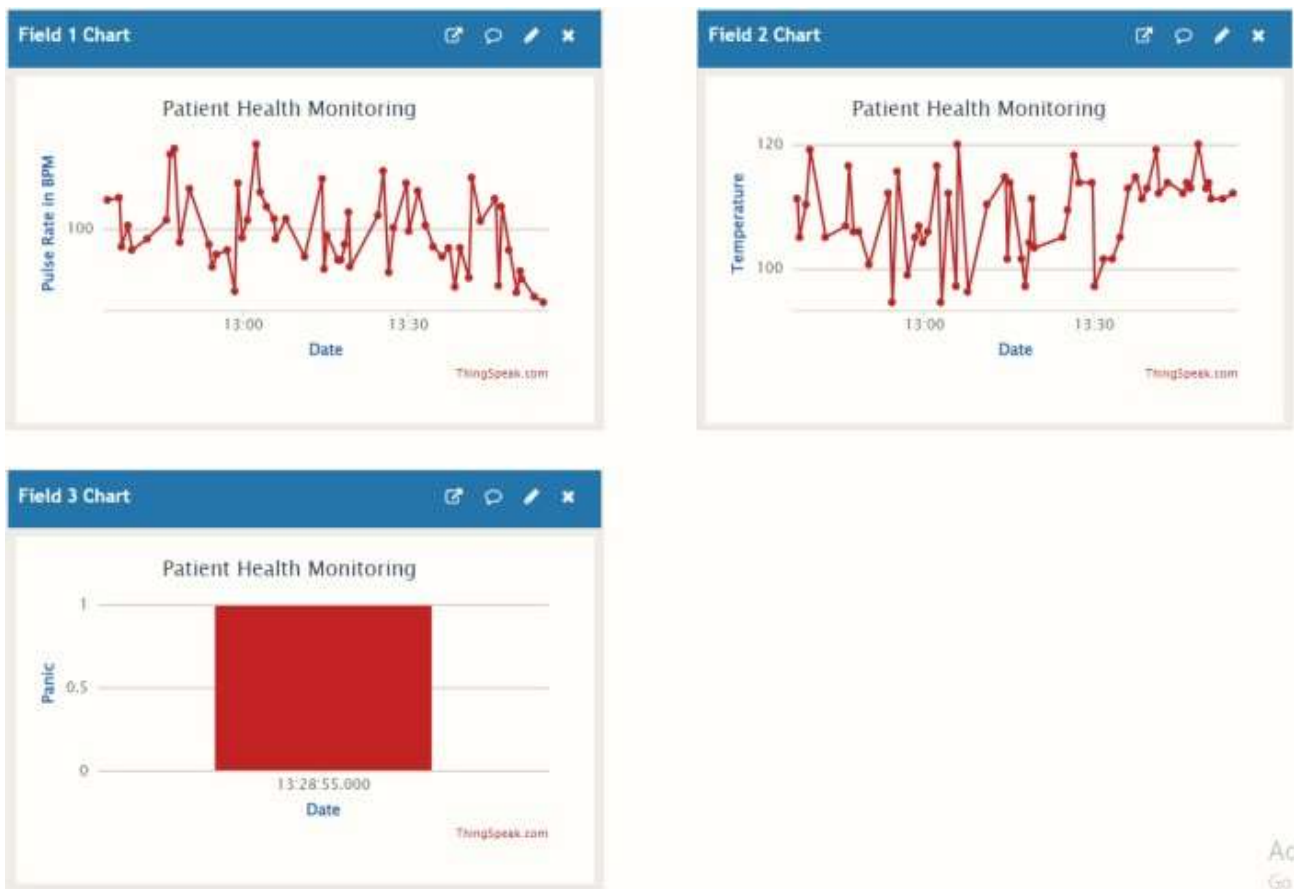 Field 1 Chart
Patient Health Monitoring
Pulse Rate in BPM
100
13:00
13:30
Date
ThingSpeak.com
Field 2 Chart
Patient Health Monitoring
Temperature
120
100
13:00
13:30
Date
ThingSpeak.com
Field 3 Chart
Patient Health Monitoring
Panic
1
0.5
0
13:28:55.000
Date
ThingSpeak.com
Ac
Go